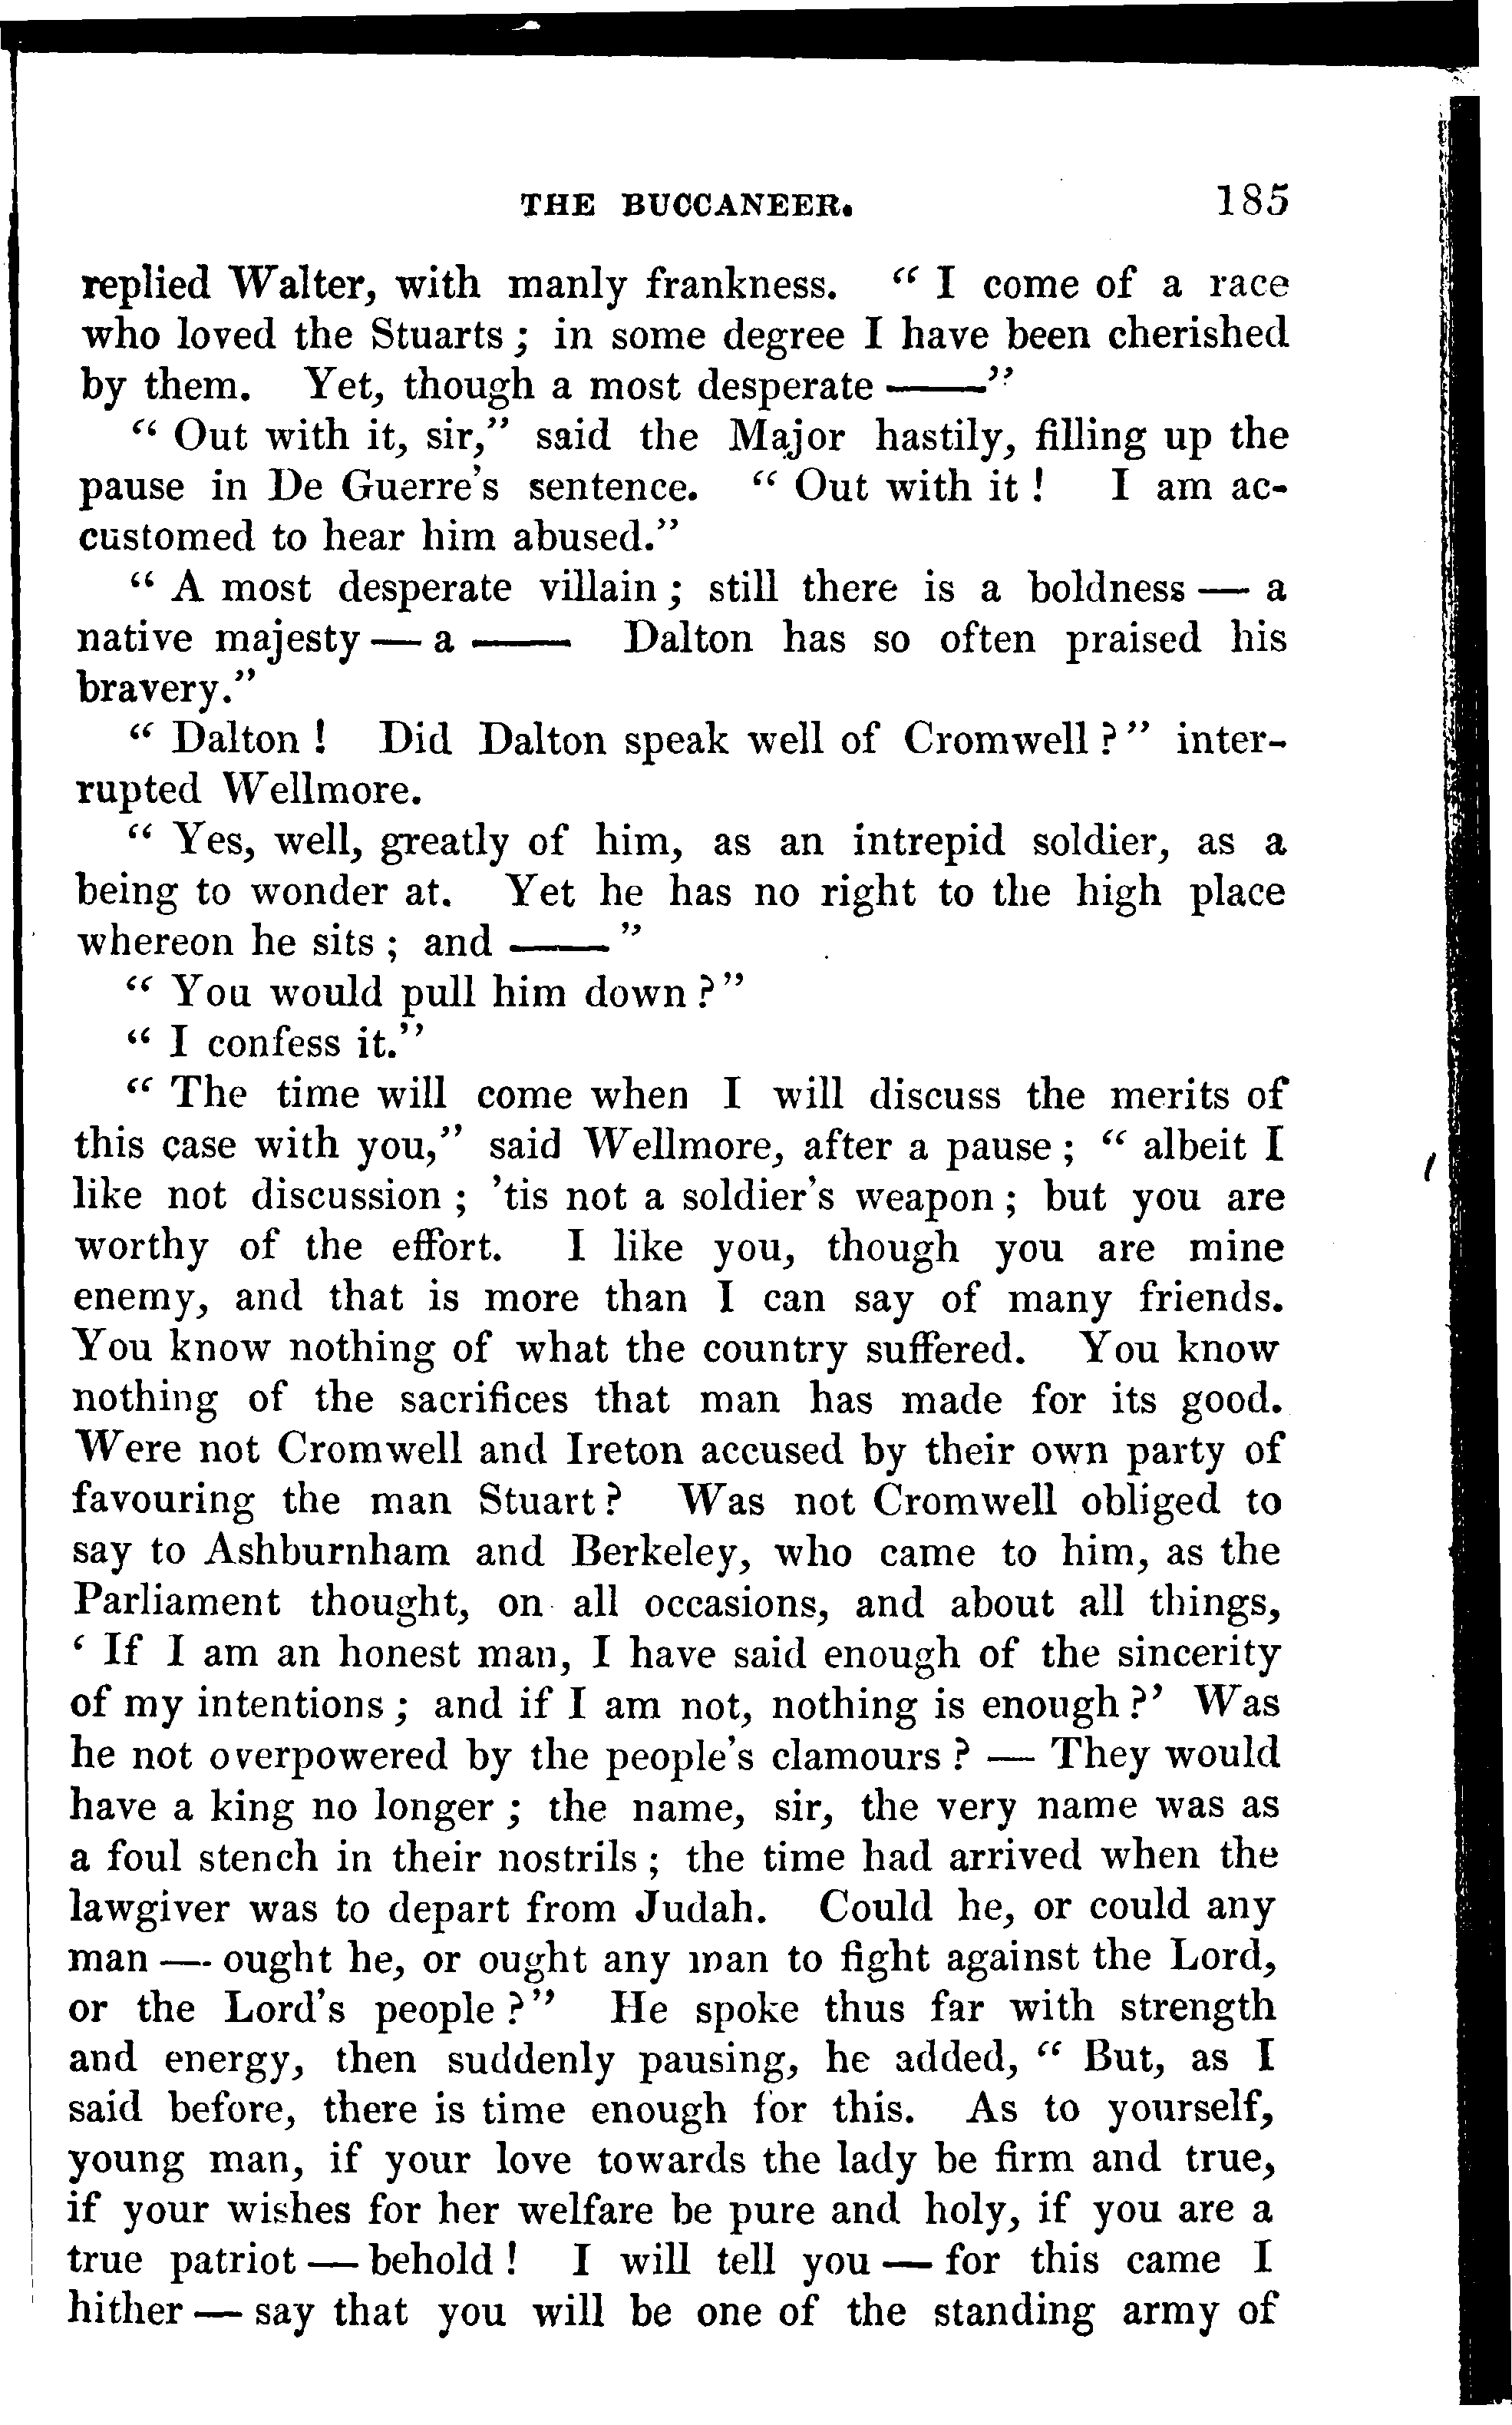 THE BUCCANEER. 185
replied Walter, with manly frankness. “ I come of a race
who loved the Stuarts ; in some degree I have been cherished
by them. Yet, though a most desperate ——”
“ Out with it, sir,” said the Major hastily, filling up the
pause in De Guerre's sentence. “ Out with it ! I am ac-
customed to hear him abused.”
“ A most desperate villain ; still there is a boldness — a
native majesty — a —— Dalton has so often praised his
bravery.”
“ Dalton ! Did Dalton speak well of Cromwell ?” inter-
rupted Wellmore.
“ Yes, well, greatly of him, as an intrepid soldier, as a
being to wonder at. Yet he has no right to the high place
whereon he sits ; and ——”
“ You would pull him down ?”
“ I confess it.”
“ The time will come when I will discuss the merits of
this case with you,” said Wellmore, after a pause ; “ albeit I
like not discussion ; 'tis not a soldier's weapon ; but you are
worthy of the effort. I like you, though you are mine
enemy, and that is more than I can say of many friends.
You know nothing of what the country suffered. You know
nothing of the sacrifices that man has made for its good.
Were not Cromwell and Ireton accused by their own party of
favouring the man Stuart ? Was not Cromwell obliged to
say to Ashburnham and Berkeley, who came to him, as the
Parliament thought, on all occasions, and about all things,
‘ If I am an honest man, I have said enough of the sincerity
of my intentions ; and if I am not, nothing is enough ?’ Was
he not overpowered by the people's clamours ? — They would
have a king no longer ; the name, sir, the very name was as
a foul stench in their nostrils ; the time had arrived when the
lawgiver was to depart from Judah. Could he, or could any
man — ought he, or ought any man to fight against the Lord,
or the Lord's people ?” He spoke thus far with strength
and energy, then suddenly pausing, he added, “ But, as I
said before, there is time enough for this. As to yourself,
young man, if your love towards the lady be firm and true,
if your wishes for her welfare be pure and holy, if you are a
true patriot — behold ! I will tell you — for this came I
hither — say that you will be one of the standing army of